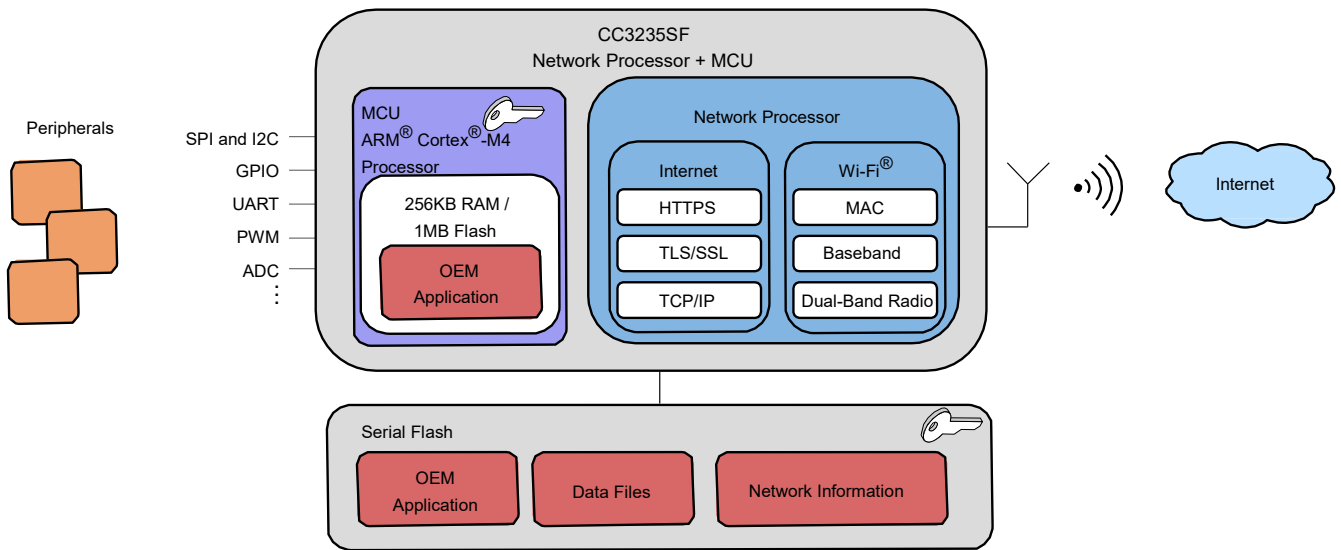 CC3235SF
Network Processor + MCU
Peripherals
SPI and I2C
GPIO
UART
PWM
ADC
⋮
MCU
ARM® Cortex®-M4
Processor
256KB RAM /
1MB Flash
OEM
Application
Network Processor
Internet
HTTPS
TLS/SSL
TCP/IP
Wi-Fi®
MAC
Baseband
Dual-Band Radio
Internet
Serial Flash
OEM
Application
Data Files
Network Information